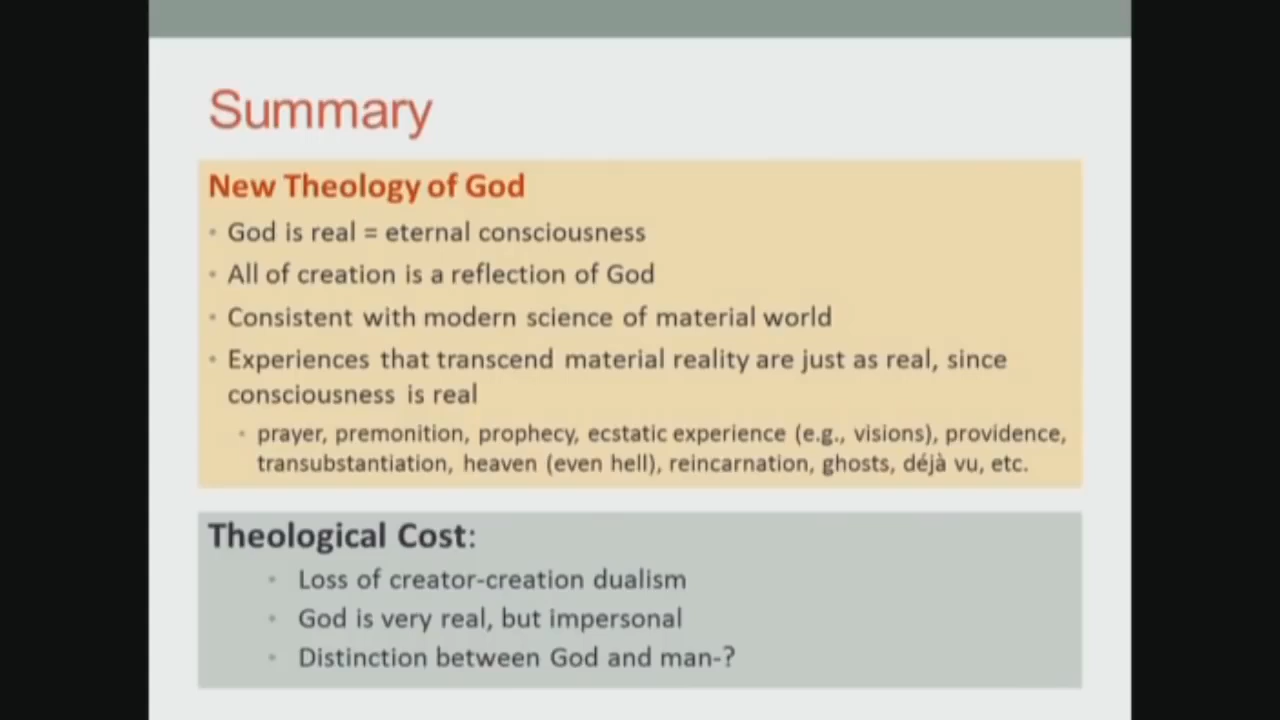 Summary
New Theology of God
• God is real = eternal consciousness
• All of creation is a reflection of God
• Consistent with modern science of material world
• Experiences that transcend material reality are just as real, since
consciousness is real
• prayer, premonition, prophecy, ecstatic experience (e.g., visions), providence,
transubstantiation, heaven (even hell), reincarnation, ghosts, déjà vu, etc.
Theological Cost:
• Loss of creator-creation dualism
• God is very real, but impersonal
• Distinction between God and man-?